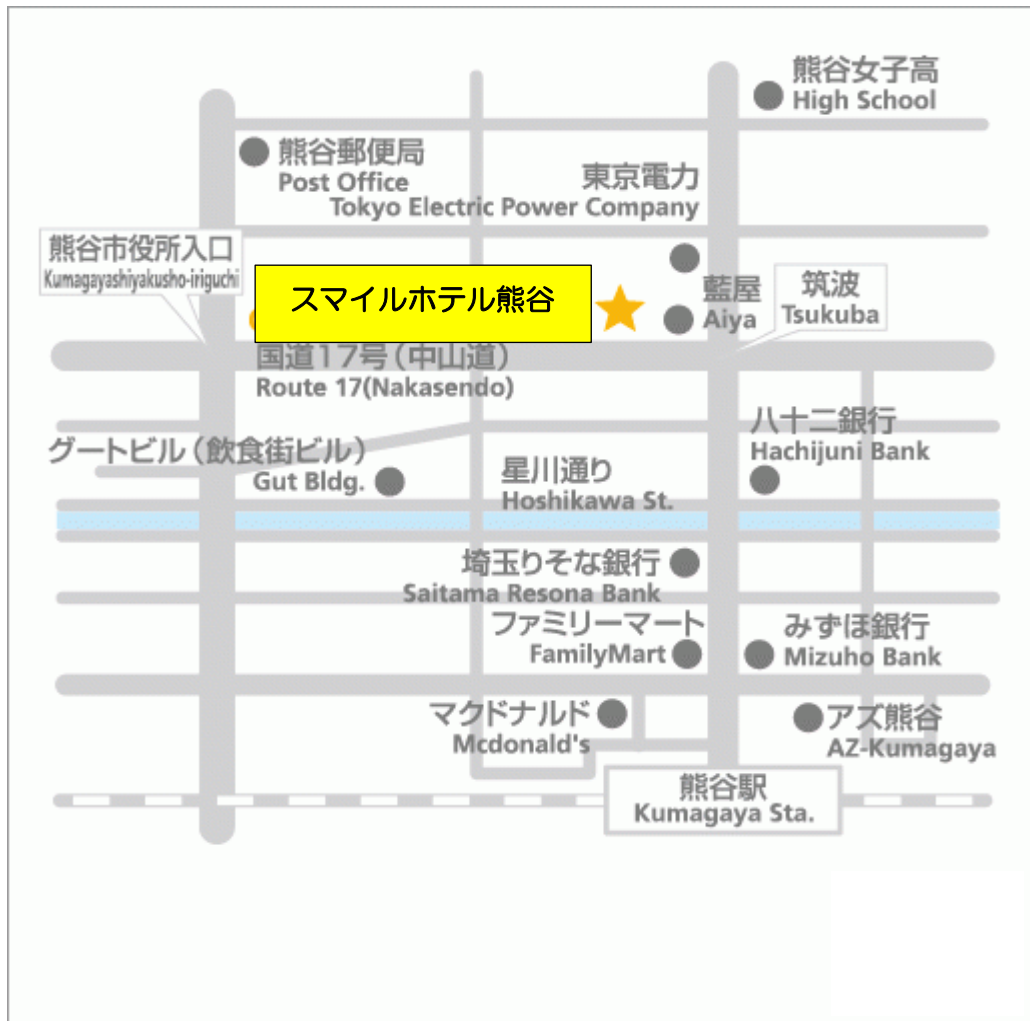 熊谷女子高
High School
熊谷郵便局
Post Office
東京電力
Tokyo Electric Power Company
熊谷市役所入口
Kumagayashiyakusho-iriguchi
スマイルホテル熊谷
藍屋
Aiya
筑波
Tsukuba
国道17号(中山道)
Route 17(Nakasendo)
八十二銀行
Hachijuni Bank
グートビル(飲食街ビル)
Gut Bldg.
星川通り
Hoshikawa St.
埼玉りそな銀行
Saitama Resona Bank
ファミリーマート
FamilyMart
みずほ銀行
Mizuho Bank
マクドナルド
Mcdonald's
アズ熊谷
AZ-Kumagaya
熊谷駅
Kumagaya Sta.